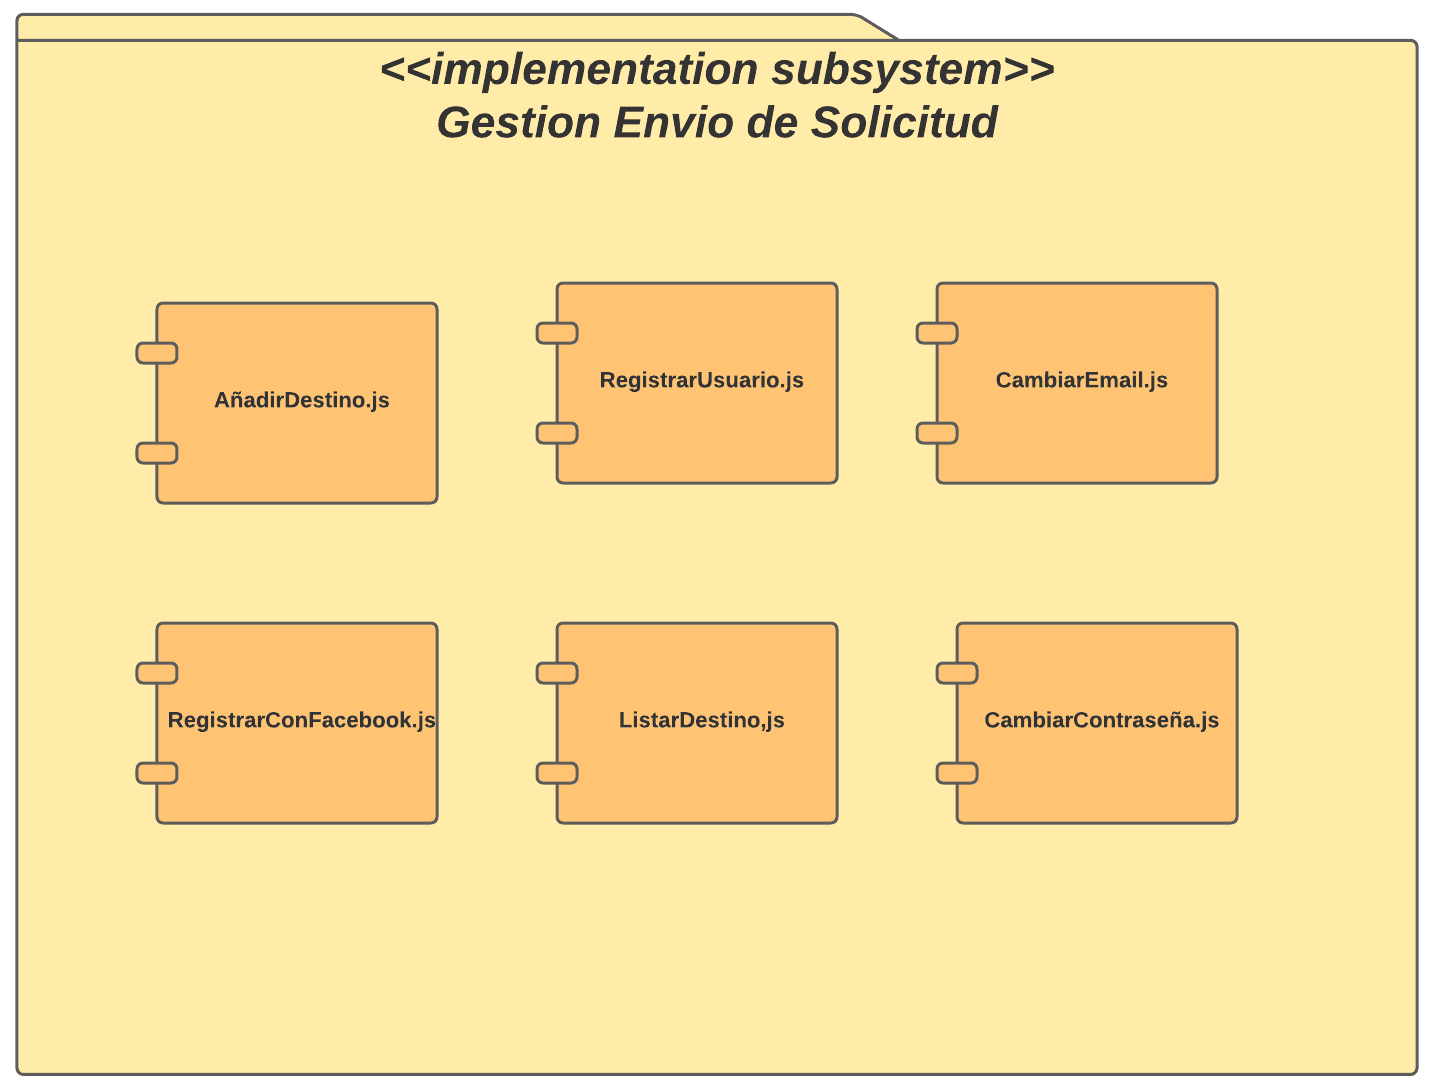 <<implementation subsystem>>
Gestion Envio de Solicitud
AñadirDestino.js
RegistrarUsuario.js
CambiarEmail.js
RegistrarConFacebook.js
ListarDestino,js
CambiarContraseña.js